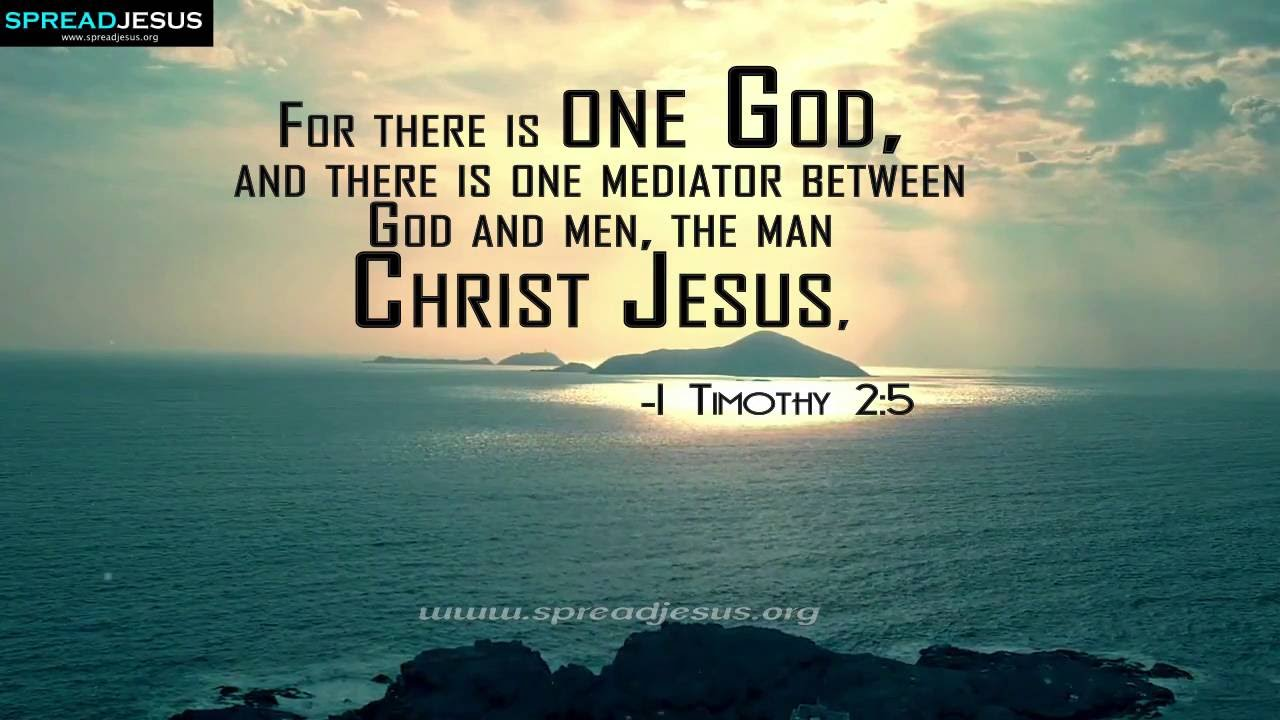 SPREADJESUS
www.spreadjesus.org
For there is one God,
and there is one mediator between
God and men, the man
Christ Jesus,
-I Timothy 2:5
www.spreadjesus.org